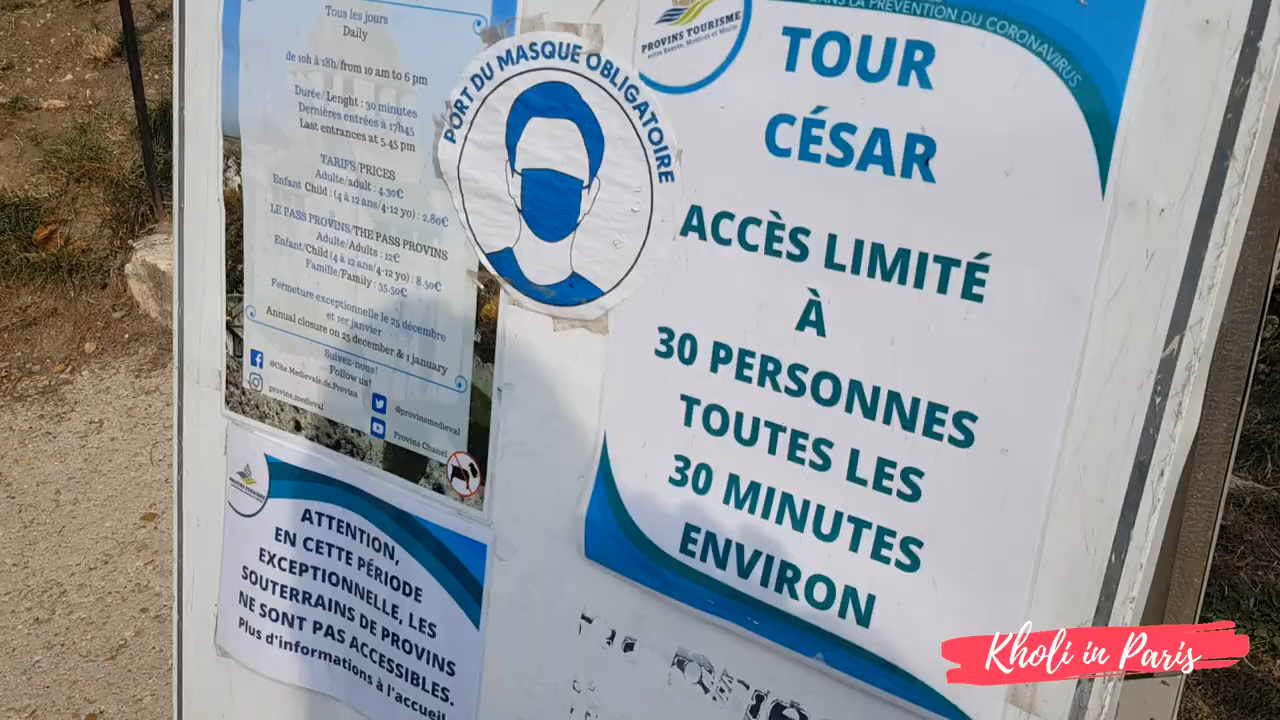 Tous les jours
Daily
de 10h à 18h/from 10 am to 6 pm
Durée/Lenght : 30 minutes
Dernières entrées à 17h45
Last entrances at 5.45 pm
TARIFS/PRICES
Adulte/adult : 4.30€
Enfant Child : (4 à 12 ans/4-12 yo) : 2.80€
LE PASS PROVINS/THE PASS PROVINS
Adulte/Adults : 12€
Enfant/Child (4 à 12 ans/4-12 yo) : 8.50€
Famille/Family : 35.50€
Fermeture exceptionnelle le 25 décembre
et 1er janvier
Annual closure on 25 december & 1 january
Suivez-nous!
Follow us!
@Cite.Medievale.de.Provins
provins_medieval
@provinsmedieval
Provins Chanel
PORT DU MASQUE OBLIGATOIRE
PROVINS TOURISME
entre Bassée, Montois et Morin
DANS LA PRÉVENTION DU CORONAVIRUS
TOUR
CÉSAR
ACCÈS LIMITÉ
À
30 PERSONNES
TOUTES LES
30 MINUTES
ENVIRON
PROVINS TOURISME
ATTENTION,
EN CETTE PÉRIODE
EXCEPTIONNELLE, LES
SOUTERRAINS DE PROVINS
NE SONT PAS ACCESSIBLES.
Plus d'informations à l'accueil
Kholi in Paris